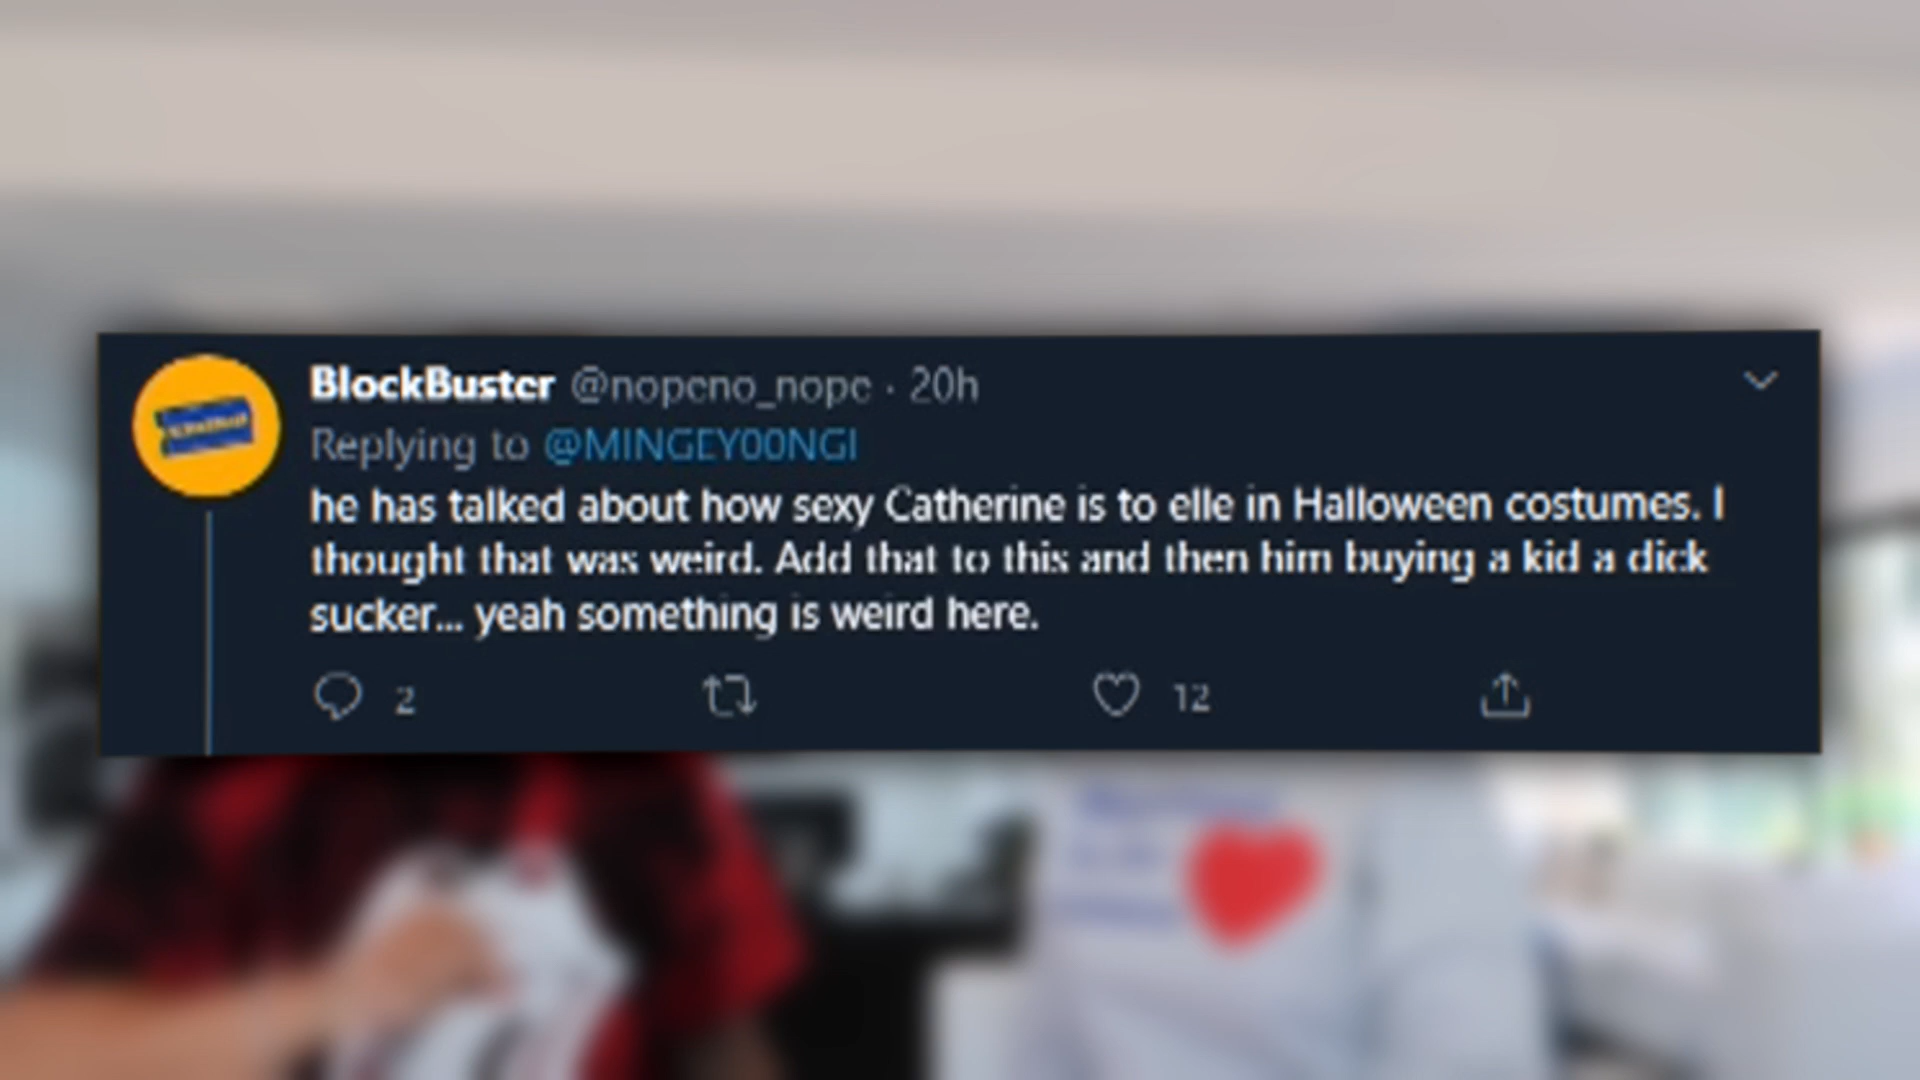 BlockBuster @nopeno_nope · 20h
Replying to @MINGEY00NGI
he has talked about how sexy Catherine is to elle in Halloween costumes. I
thought that was weird. Add that to this and then him buying a kid a dick
sucker... yeah something is weird here.
2 12